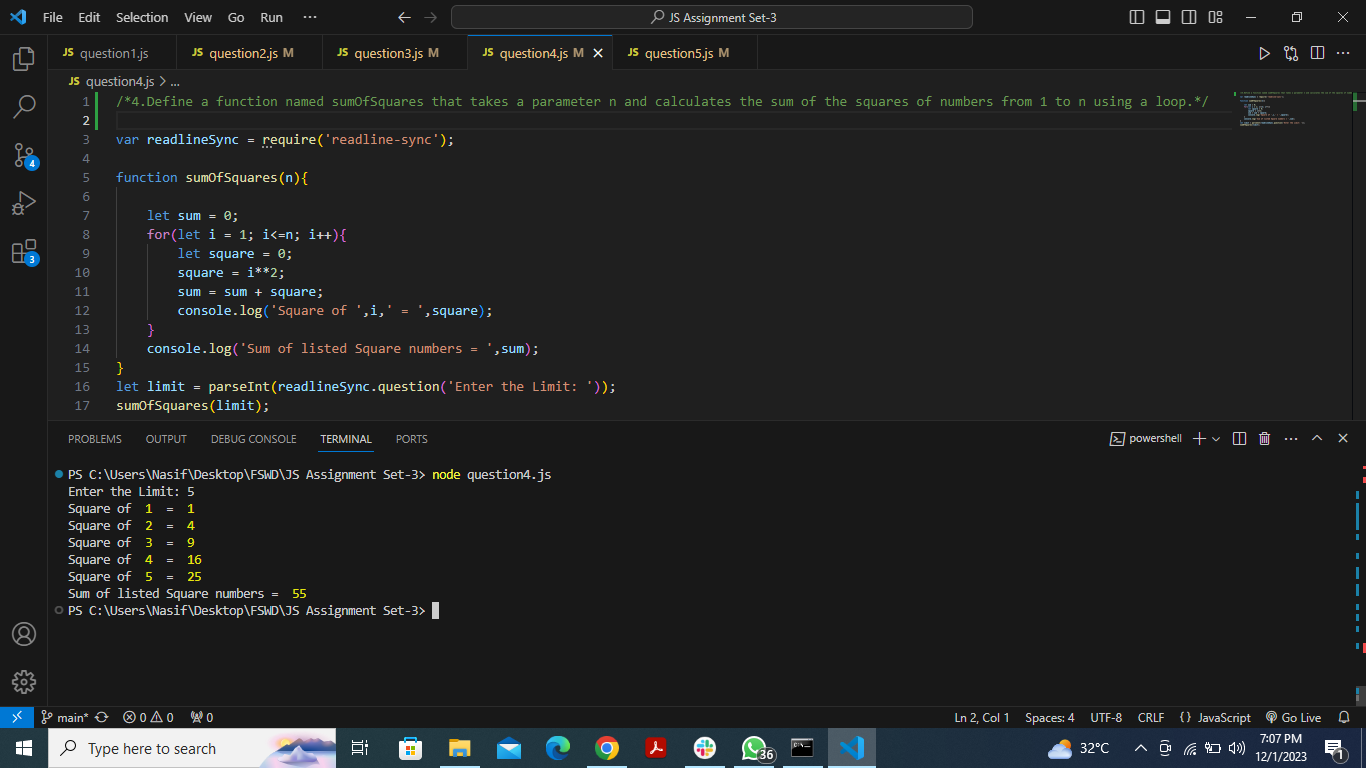 File Edit Selection View Go Run ··· JS Assignment Set-3
JS question1.js JS question2.js M JS question3.js M JS question4.js M JS question5.js M
JS question4.js > ...
1 /*4.Define a function named sumOfSquares that takes a parameter n and calculates the sum of the squares of numbers from 1 to n using a loop.*/
2
3 var readlineSync = require('readline-sync');
4
5 function sumOfSquares(n){
6
7 let sum = 0;
8 for(let i = 1; i<=n; i++){
9 let square = 0;
10 square = i**2;
11 sum = sum + square;
12 console.log('Square of ',i,' = ',square);
13 }
14 console.log('Sum of listed Square numbers = ',sum);
15 }
16 let limit = parseInt(readlineSync.question('Enter the Limit: '));
17 sumOfSquares(limit);
4
3
PROBLEMS OUTPUT DEBUG CONSOLE TERMINAL PORTS powershell
PS C:\Users\Nasif\Desktop\FSWD\JS Assignment Set-3> node question4.js
Enter the Limit: 5
Square of  1  =  1
Square of  2  =  4
Square of  3  =  9
Square of  4  =  16
Square of  5  =  25
Sum of listed Square numbers =  55
PS C:\Users\Nasif\Desktop\FSWD\JS Assignment Set-3>
main* 0 0 0 Ln 2, Col 1 Spaces: 4 UTF-8 CRLF {} JavaScript Go Live
Type here to search 36 32°C 7:07 PM
12/1/2023 1